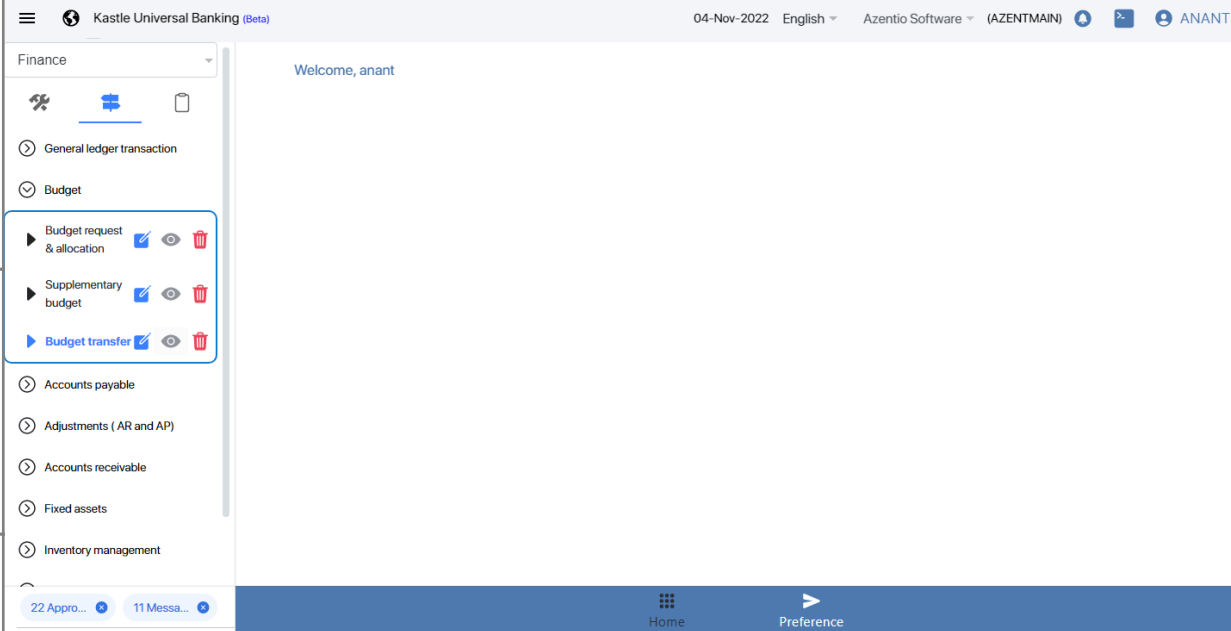 Kastle Universal Banking (Beta)
04-Nov-2022 English Azentio Software (AZENTMAIN) ANANT
Finance
Welcome, anant
General ledger transaction
Budget
Budget request
& allocation
Supplementary
budget
Budget transfer
Accounts payable
Adjustments ( AR and AP)
Accounts receivable
Fixed assets
Inventory management
22 Appro... 11 Messa...
Home
Preference